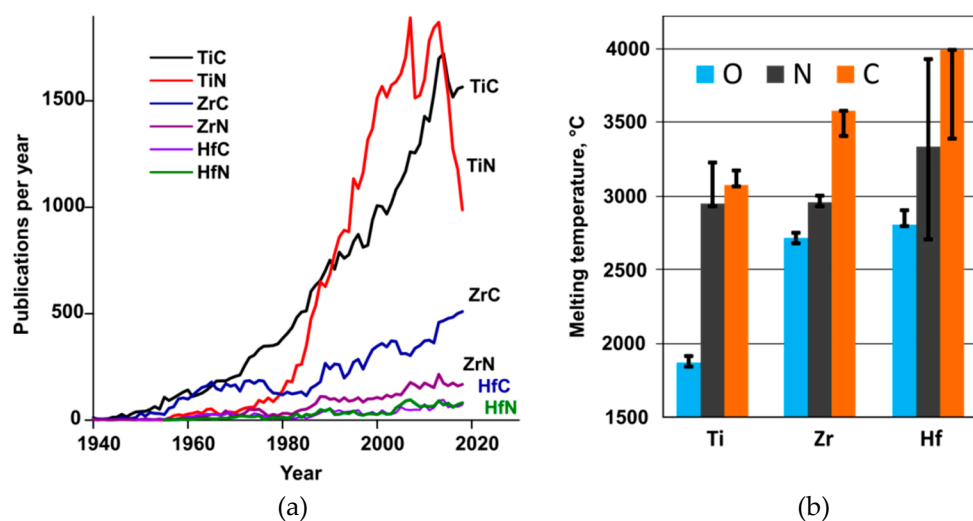 Publications per year
1500
1000
500
0
1940
1960
1980
2000
2020
Year
TiC
TiN
ZrC
ZrN
HfC
HfN
TiC
TiN
ZrC
ZrN
HfC
HfN
(a)
Melting temperature, °C
4000
3500
3000
2500
2000
1500
O N C
Ti Zr Hf
(b)